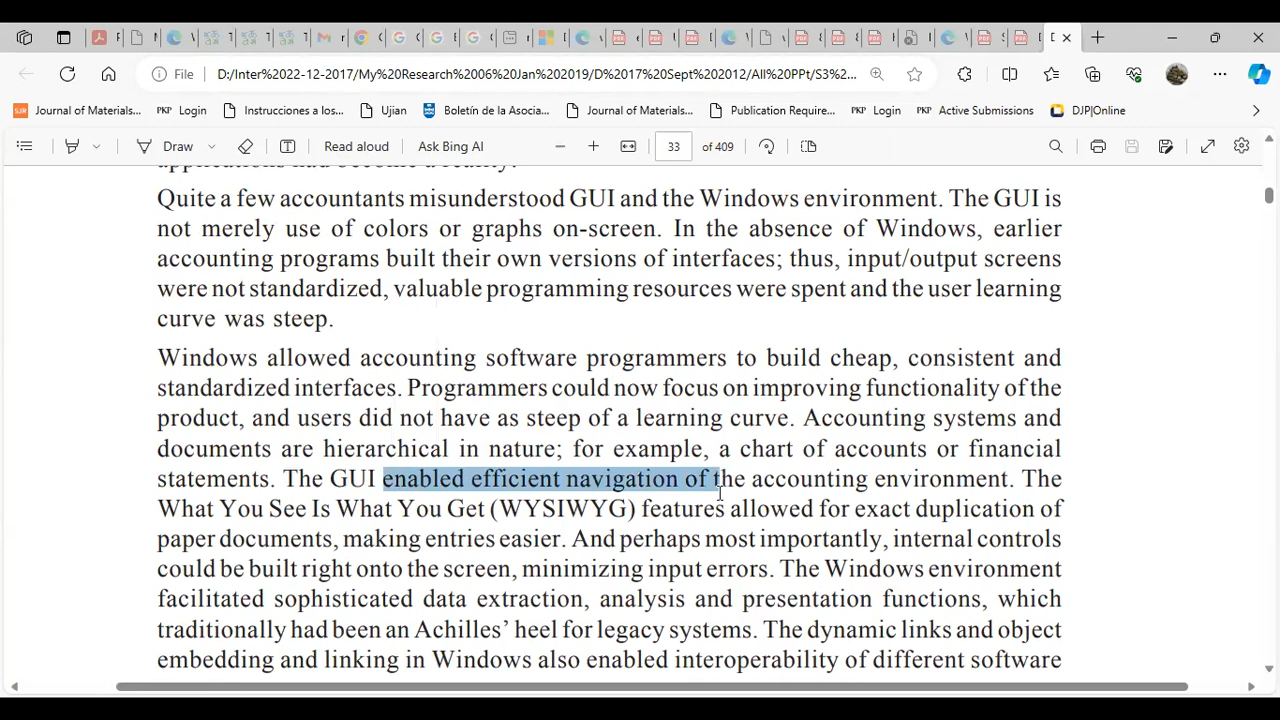 File D:/Inter%2022-12-2017/My%20Research%2006%20Jan%202019/D%2017%20Sept%202012/All%20PPt/S3%2...
Journal of Materials... Login Instrucciones a los... Ujian Boletín de la Asocia... Journal of Materials... Publication Require... Login Active Submissions DJP|Online
Draw Read aloud Ask Bing AI 33 of 409
applications had become a reality.
Quite a few accountants misunderstood GUI and the Windows environment. The GUI is
not merely use of colors or graphs on-screen. In the absence of Windows, earlier
accounting programs built their own versions of interfaces; thus, input/output screens
were not standardized, valuable programming resources were spent and the user learning
curve was steep.
Windows allowed accounting software programmers to build cheap, consistent and
standardized interfaces. Programmers could now focus on improving functionality of the
product, and users did not have as steep of a learning curve. Accounting systems and
documents are hierarchical in nature; for example, a chart of accounts or financial
statements. The GUI enabled efficient navigation of the accounting environment. The
What You See Is What You Get (WYSIWYG) features allowed for exact duplication of
paper documents, making entries easier. And perhaps most importantly, internal controls
could be built right onto the screen, minimizing input errors. The Windows environment
facilitated sophisticated data extraction, analysis and presentation functions, which
traditionally had been an Achilles’ heel for legacy systems. The dynamic links and object
embedding and linking in Windows also enabled interoperability of different software